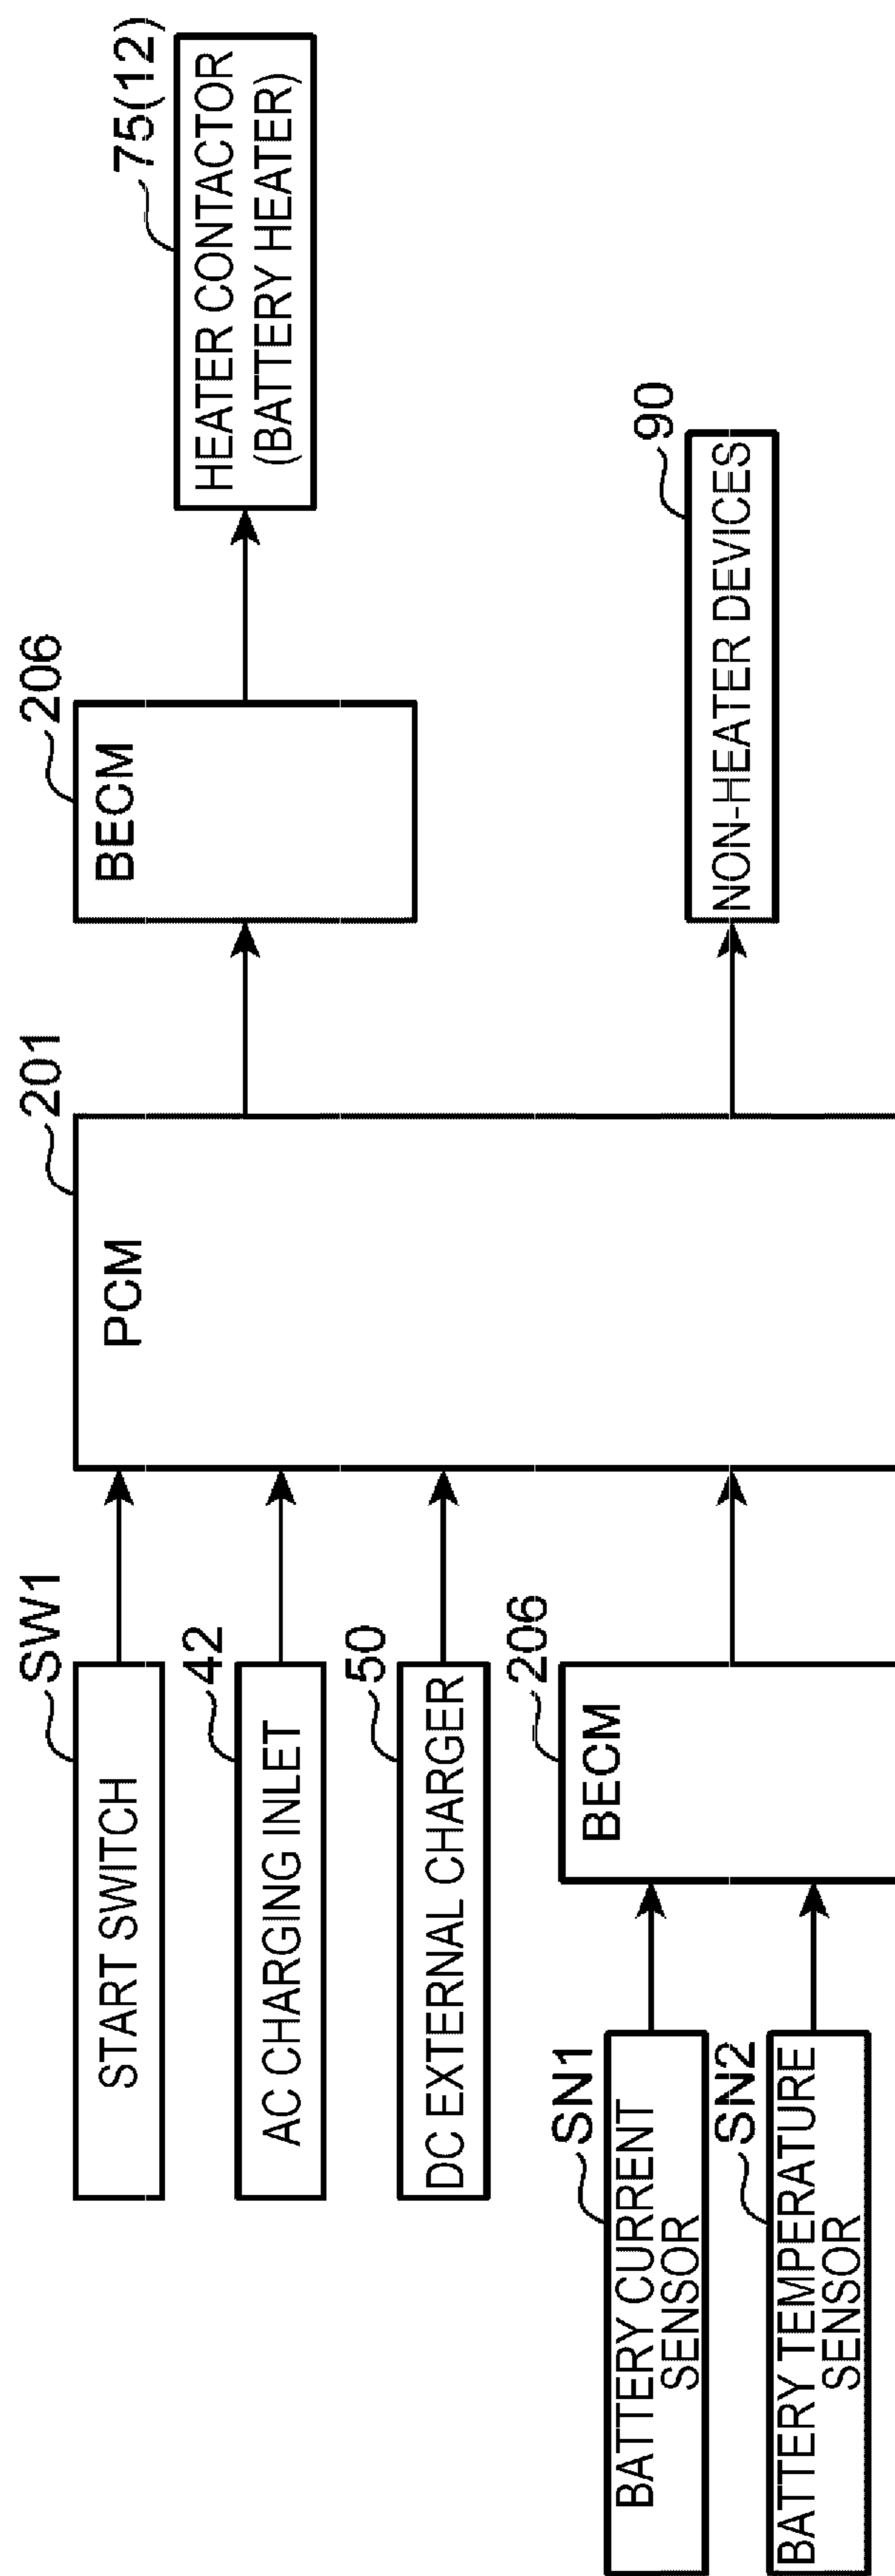 SW1
START SWITCH
42
AC CHARGING INLET
50
DC EXTERNAL CHARGER
SN1
BATTERY CURRENT
SENSOR
SN2
BATTERY TEMPERATURE
SENSOR
206
BECM
201
PCM
206
BECM
75(12)
HEATER CONTACTOR
(BATTERY HEATER)
90
NON-HEATER DEVICES